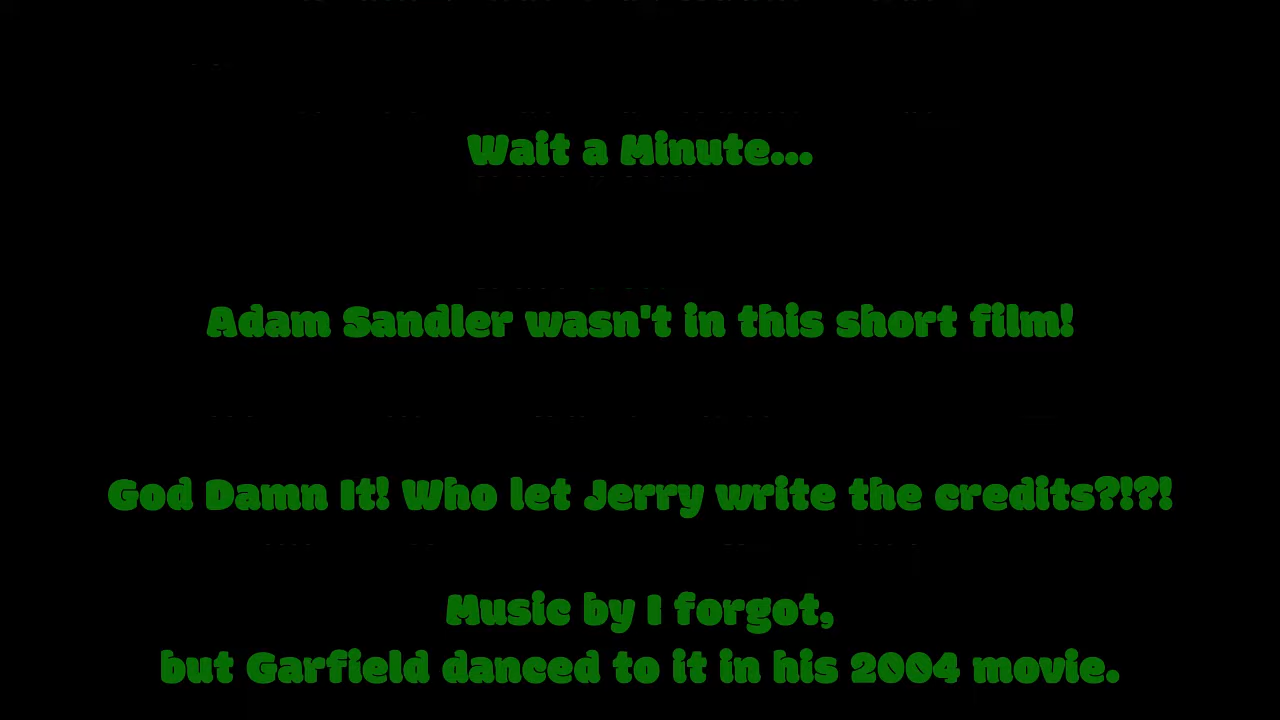 Wait a Minute...
Adam Sandler wasn't in this short film!
God Damn It! Who let Jerry write the credits?!?!
Music by I forgot,
but Garfield danced to it in his 2004 movie.